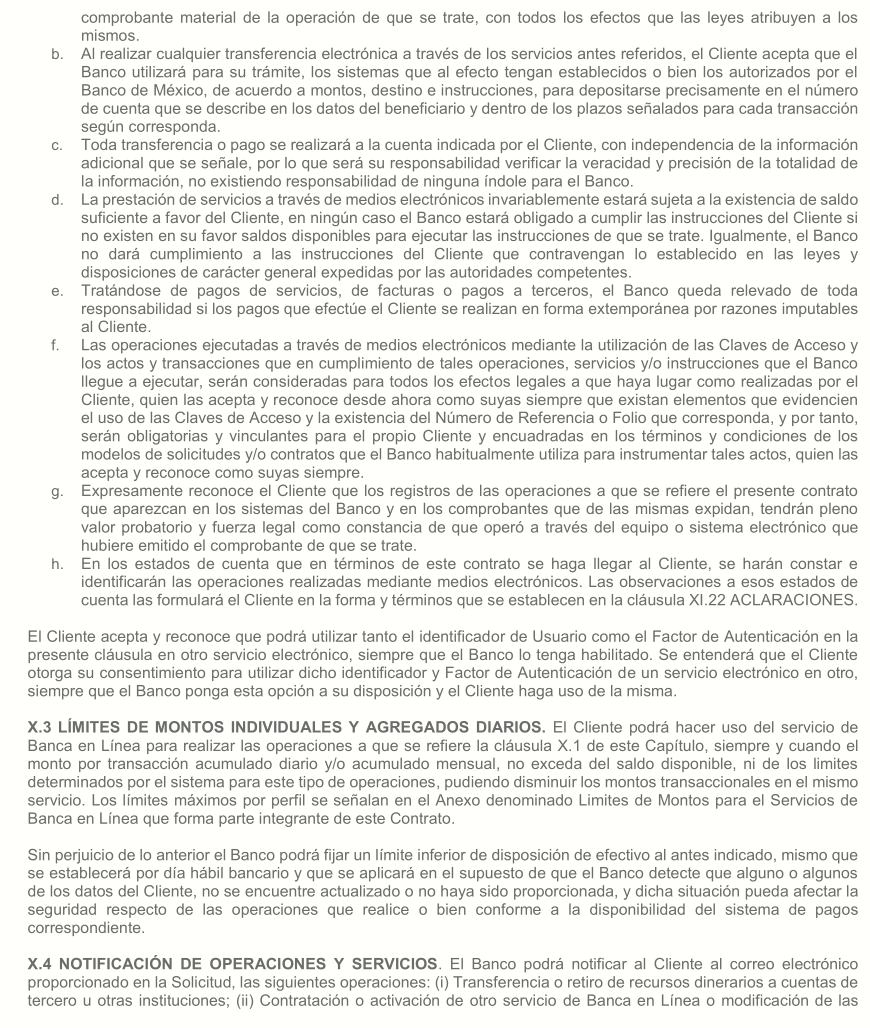 comprobante material de la operación de que se trate, con todos los efectos que las leyes atribuyen a los
mismos.
b. Al realizar cualquier transferencia electrónica a través de los servicios antes referidos, el Cliente acepta que el
Banco utilizará para su trámite, los sistemas que al efecto tengan establecidos o bien los autorizados por el
Banco de México, de acuerdo a montos, destino e instrucciones, para depositarse precisamente en el número
de cuenta que se describe en los datos del beneficiario y dentro de los plazos señalados para cada transacción
según corresponda.
c. Toda transferencia o pago se realizará a la cuenta indicada por el Cliente, con independencia de la información
adicional que se señale, por lo que será su responsabilidad verificar la veracidad y precisión de la totalidad de
la información, no existiendo responsabilidad de ninguna índole para el Banco.
d. La prestación de servicios a través de medios electrónicos invariablemente estará sujeta a la existencia de saldo
suficiente a favor del Cliente, en ningún caso el Banco estará obligado a cumplir las instrucciones del Cliente si
no existen en su favor saldos disponibles para ejecutar las instrucciones de que se trate. Igualmente, el Banco
no dará cumplimiento a las instrucciones del Cliente que contravengan lo establecido en las leyes y
disposiciones de carácter general expedidas por las autoridades competentes.
e. Tratándose de pagos de servicios, de facturas o pagos a terceros, el Banco queda relevado de toda
responsabilidad si los pagos que efectúe el Cliente se realizan en forma extemporánea por razones imputables
al Cliente.
f. Las operaciones ejecutadas a través de medios electrónicos mediante la utilización de las Claves de Acceso y
los actos y transacciones que en cumplimiento de tales operaciones, servicios y/o instrucciones que el Banco
llegue a ejecutar, serán consideradas para todos los efectos legales a que haya lugar como realizadas por el
Cliente, quien las acepta y reconoce desde ahora como suyas siempre que existan elementos que evidencien
el uso de las Claves de Acceso y la existencia del Número de Referencia o Folio que corresponda, y por tanto,
serán obligatorias y vinculantes para el propio Cliente y encuadradas en los términos y condiciones de los
modelos de solicitudes y/o contratos que el Banco habitualmente utiliza para instrumentar tales actos, quien las
acepta y reconoce como suyas siempre.
g. Expresamente reconoce el Cliente que los registros de las operaciones a que se refiere el presente contrato
que aparezcan en los sistemas del Banco y en los comprobantes que de las mismas expidan, tendrán pleno
valor probatorio y fuerza legal como constancia de que operó a través del equipo o sistema electrónico que
hubiere emitido el comprobante de que se trate.
h. En los estados de cuenta que en términos de este contrato se haga llegar al Cliente, se harán constar e
identificarán las operaciones realizadas mediante medios electrónicos. Las observaciones a esos estados de
cuenta las formulará el Cliente en la forma y términos que se establecen en la cláusula XI.22 ACLARACIONES.
El Cliente acepta y reconoce que podrá utilizar tanto el identificador de Usuario como el Factor de Autenticación en la
presente cláusula en otro servicio electrónico, siempre que el Banco lo tenga habilitado. Se entenderá que el Cliente
otorga su consentimiento para utilizar dicho identificador y Factor de Autenticación de un servicio electrónico en otro,
siempre que el Banco ponga esta opción a su disposición y el Cliente haga uso de la misma.
X.3 LÍMITES DE MONTOS INDIVIDUALES Y AGREGADOS DIARIOS. El Cliente podrá hacer uso del servicio de
Banca en Línea para realizar las operaciones a que se refiere la cláusula X.1 de este Capítulo, siempre y cuando el
monto por transacción acumulado diario y/o acumulado mensual, no exceda del saldo disponible, ni de los limites
determinados por el sistema para este tipo de operaciones, pudiendo disminuir los montos transaccionales en el mismo
servicio. Los límites máximos por perfil se señalan en el Anexo denominado Limites de Montos para el Servicios de
Banca en Línea que forma parte integrante de este Contrato.
Sin perjuicio de lo anterior el Banco podrá fijar un límite inferior de disposición de efectivo al antes indicado, mismo que
se establecerá por día hábil bancario y que se aplicará en el supuesto de que el Banco detecte que alguno o algunos
de los datos del Cliente, no se encuentre actualizado o no haya sido proporcionada, y dicha situación pueda afectar la
seguridad respecto de las operaciones que realice o bien conforme a la disponibilidad del sistema de pagos
correspondiente.
X.4 NOTIFICACIÓN DE OPERACIONES Y SERVICIOS. El Banco podrá notificar al Cliente al correo electrónico
proporcionado en la Solicitud, las siguientes operaciones: (i) Transferencia o retiro de recursos dinerarios a cuentas de
tercero u otras instituciones; (ii) Contratación o activación de otro servicio de Banca en Línea o modificación de las